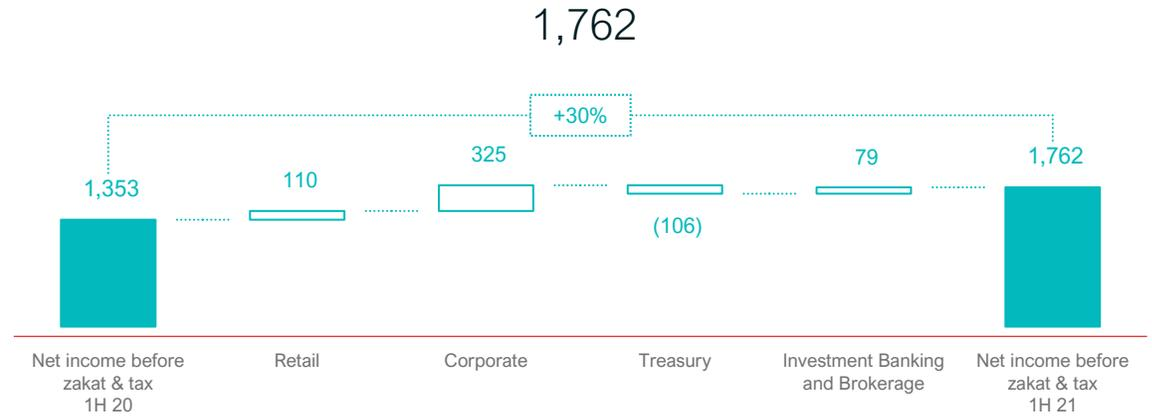 1,762
+30%
1,353
110
325
(106)
79
1,762
Net income before
zakat & tax
1H 20
Retail
Corporate
Treasury
Investment Banking
and Brokerage
Net income before
zakat & tax
1H 21